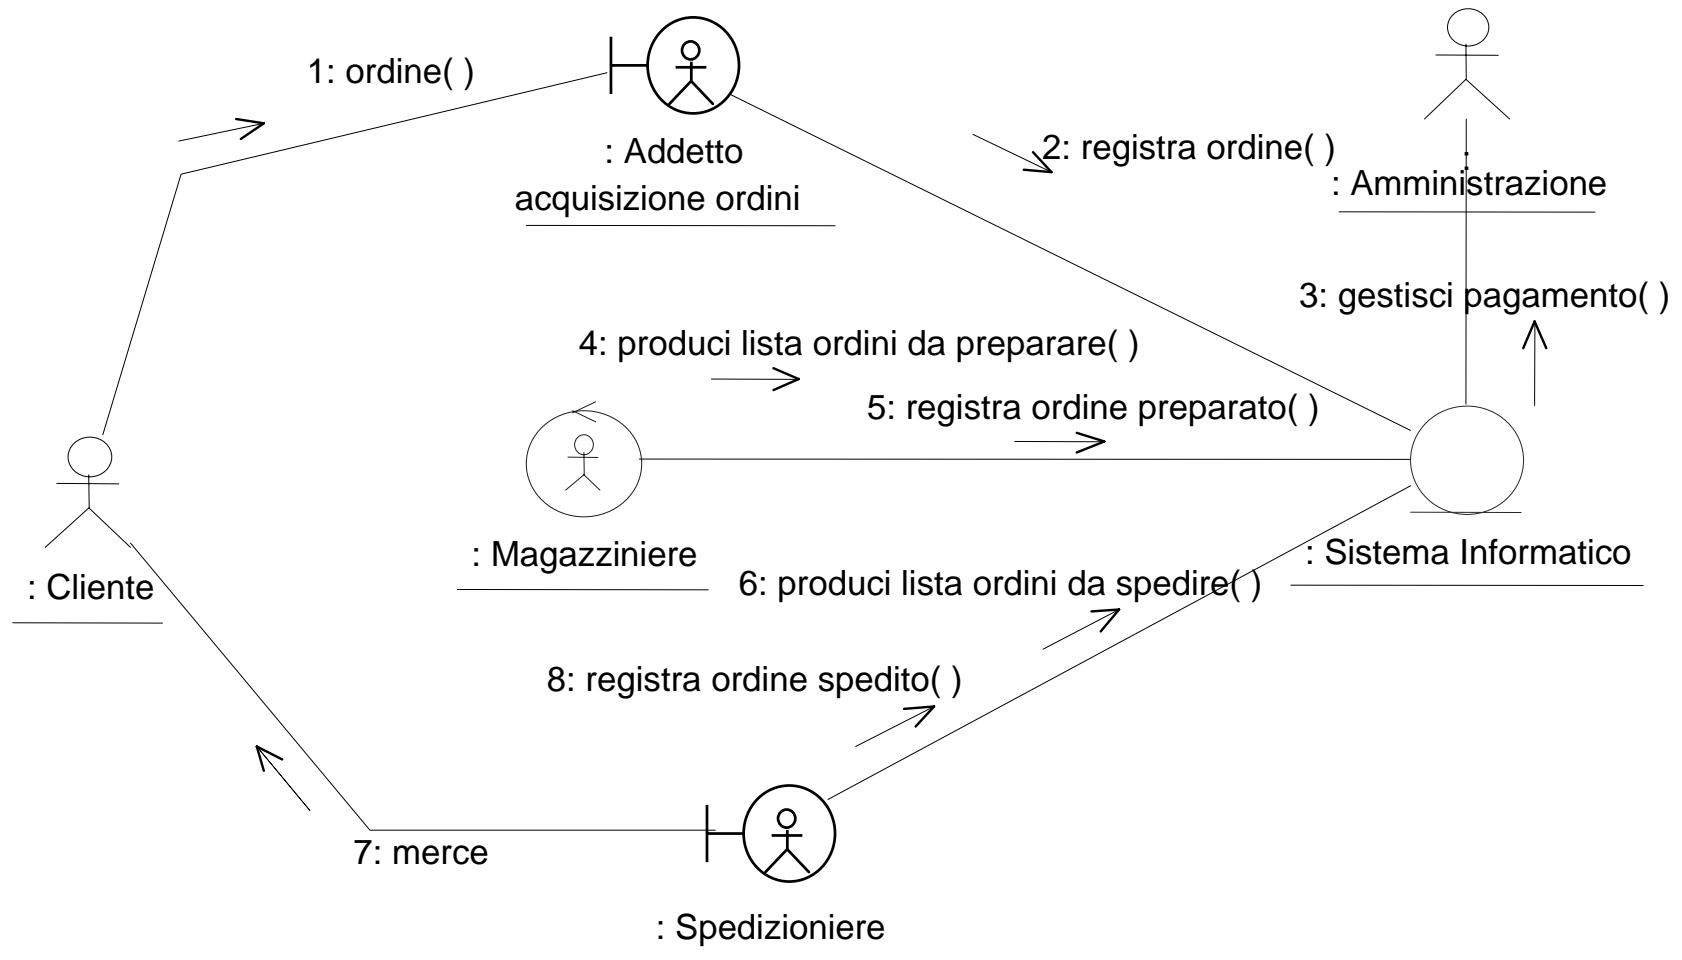 1: ordine( )
: Addetto
acquisizione ordini
2: registra ordine( )
: Amministrazione
3: gestisci pagamento( )
4: produci lista ordini da preparare( )
5: registra ordine preparato( )
: Magazziniere
: Sistema Informatico
: Cliente
6: produci lista ordini da spedire( )
8: registra ordine spedito( )
7: merce
: Spedizioniere